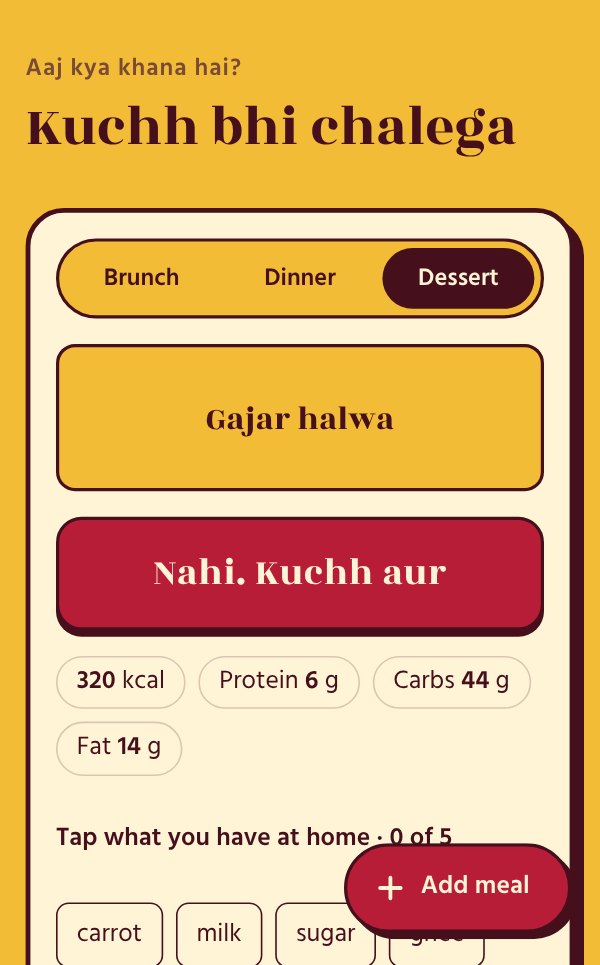 Aaj kya khana hai?
Kuchh bhi chalega
Brunch Dinner Dessert
Gajar halwa
Nahi. Kuchh aur
320 kcal Protein 6 g Carbs 44 g
Fat 14 g
Tap what you have at home · 0 of 5
+ Add meal
carrot milk sugar